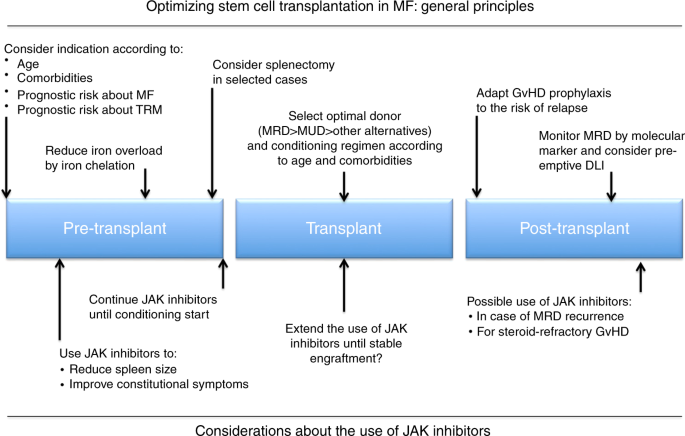 Optimizing stem cell transplantation in MF: general principles
Consider indication according to:
• Age
• Comorbidities
• Prognostic risk about MF
• Prognostic risk about TRM
Reduce iron overload
by iron chelation
Consider splenectomy
in selected cases
Select optimal donor
(MRD>MUD>other alternatives)
and conditioning regimen according
to age and comorbidities
Adapt GvHD prophylaxis
to the risk of relapse
Monitor MRD by molecular
marker and consider pre-
emptive DLI
Pre-transplant
Transplant
Post-transplant
Continue JAK inhibitors
until conditioning start
Use JAK inhibitors to:
• Reduce spleen size
• Improve constitutional symptoms
Extend the use of JAK
inhibitors until stable
engraftment?
Possible use of JAK inhibitors:
• In case of MRD recurrence
• For steroid-refractory GvHD
Considerations about the use of JAK inhibitors